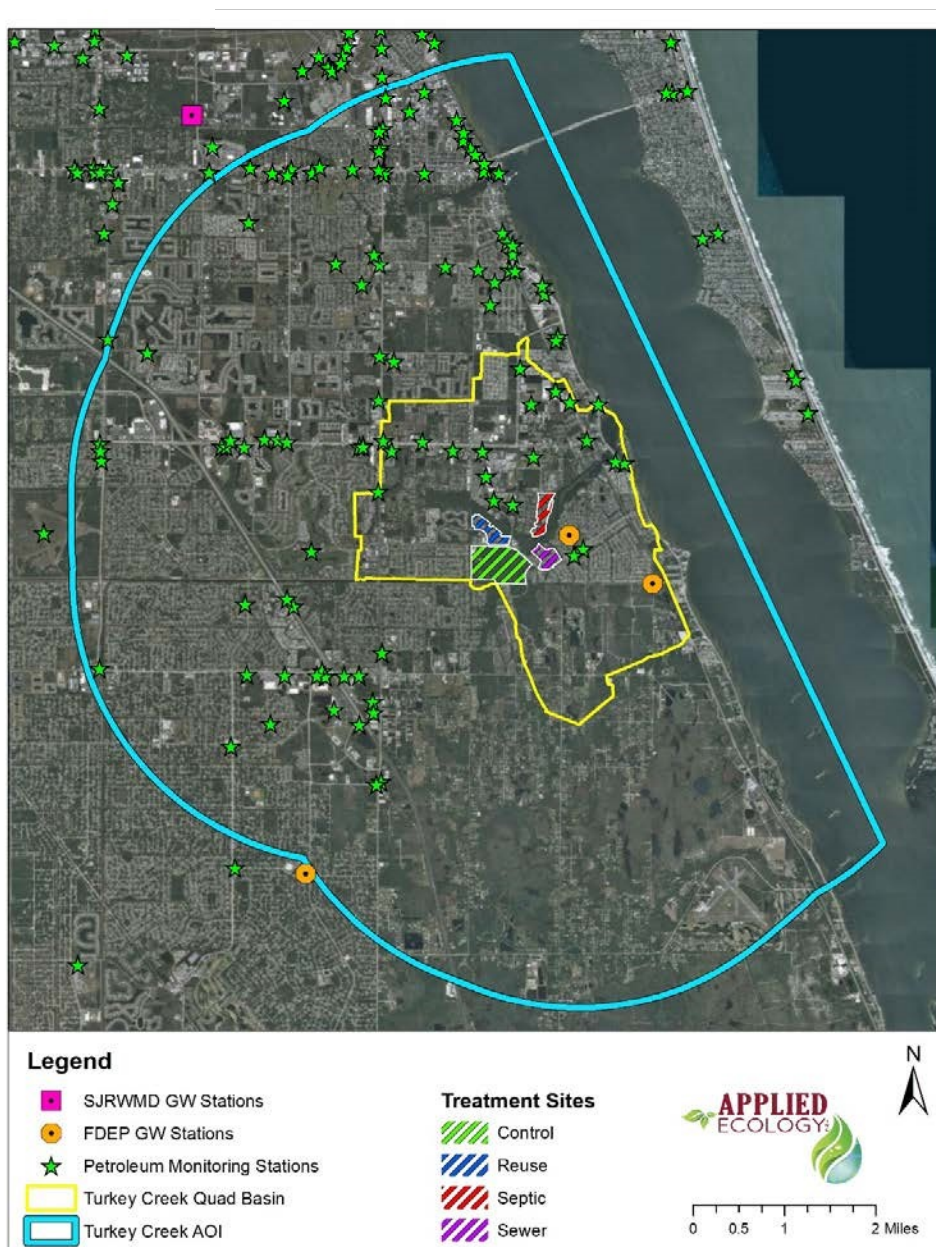 Legend
SJRWMD GW Stations
FDEP GW Stations
Petroleum Monitoring Stations
Turkey Creek Quad Basin
Turkey Creek AOI
Treatment Sites
Control
Reuse
Septic
Sewer
N
APPLIED
ECOLOGY
0 0.5 1 2 Miles